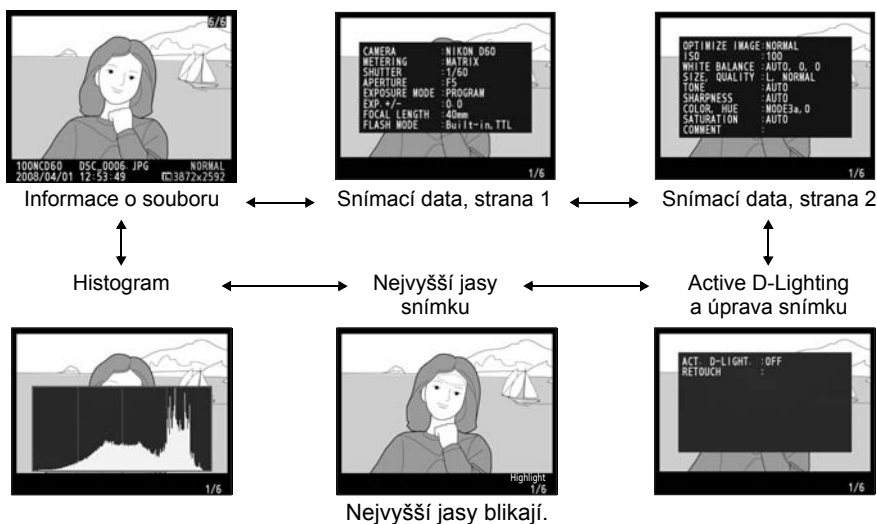 6/6
100NCD60 DSC_0006.JPG NORMAL
2008/04/01 12:53:49 3872x2592
Informace o souboru
CAMERA :NIKON D60
METERING :MATRIX
SHUTTER :1/60
APERTURE :F5
EXPOSURE MODE :PROGRAM
EXP.+/- :0.0
FOCAL LENGTH :40mm
FLASH MODE :Built-in,TTL
1/6
Snímací data, strana 1
OPTIMIZE IMAGE:NORMAL
ISO :100
WHITE BALANCE :AUTO, 0, 0
SIZE, QUALITY :L, NORMAL
TONE :AUTO
SHARPNESS :AUTO
COLOR, HUE :MODE3a,0
SATURATION :AUTO
COMMENT :
1/6
Snímací data, strana 2
Histogram
1/6
Nejvyšší jasy
snímku
Highlight
1/6
Nejvyšší jasy blikají.
Active D-Lighting
a úprava snímku
ACT. D-LIGHT. :OFF
RETOUCH :
1/6